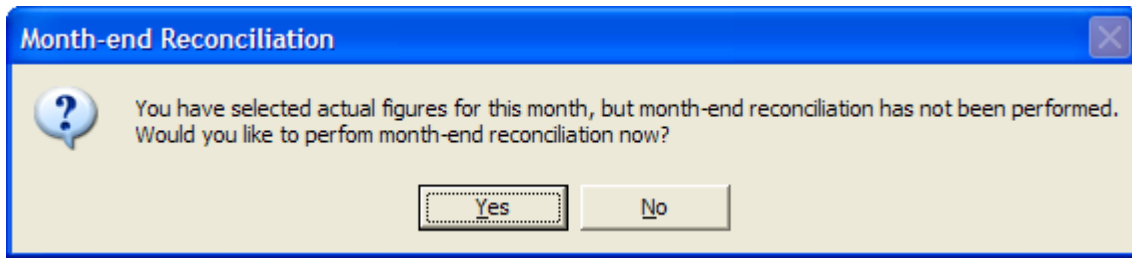 Month-end Reconciliation
?
You have selected actual figures for this month, but month-end reconciliation has not been performed.
Would you like to perfom month-end reconciliation now?
Yes No